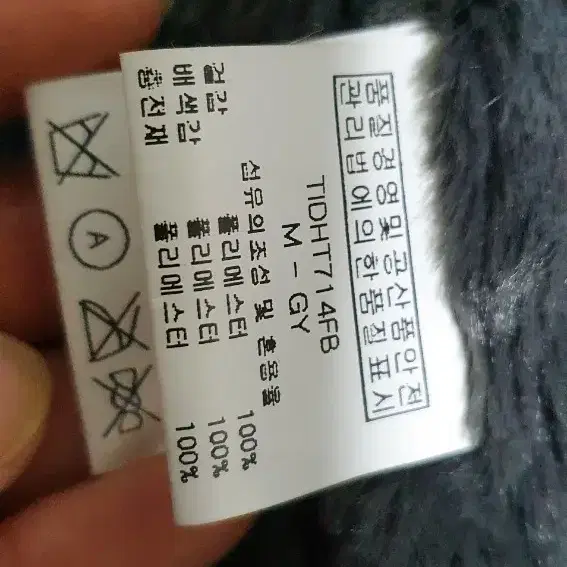 품질경영및공산품안전
관리법에의한품질표시
TIDHT714FB
M - GY
섬유의조성 및 혼용율
겉감 폴리에스터 100%
배색감 폴리에스터 100%
충전재 폴리에스터 100%
A